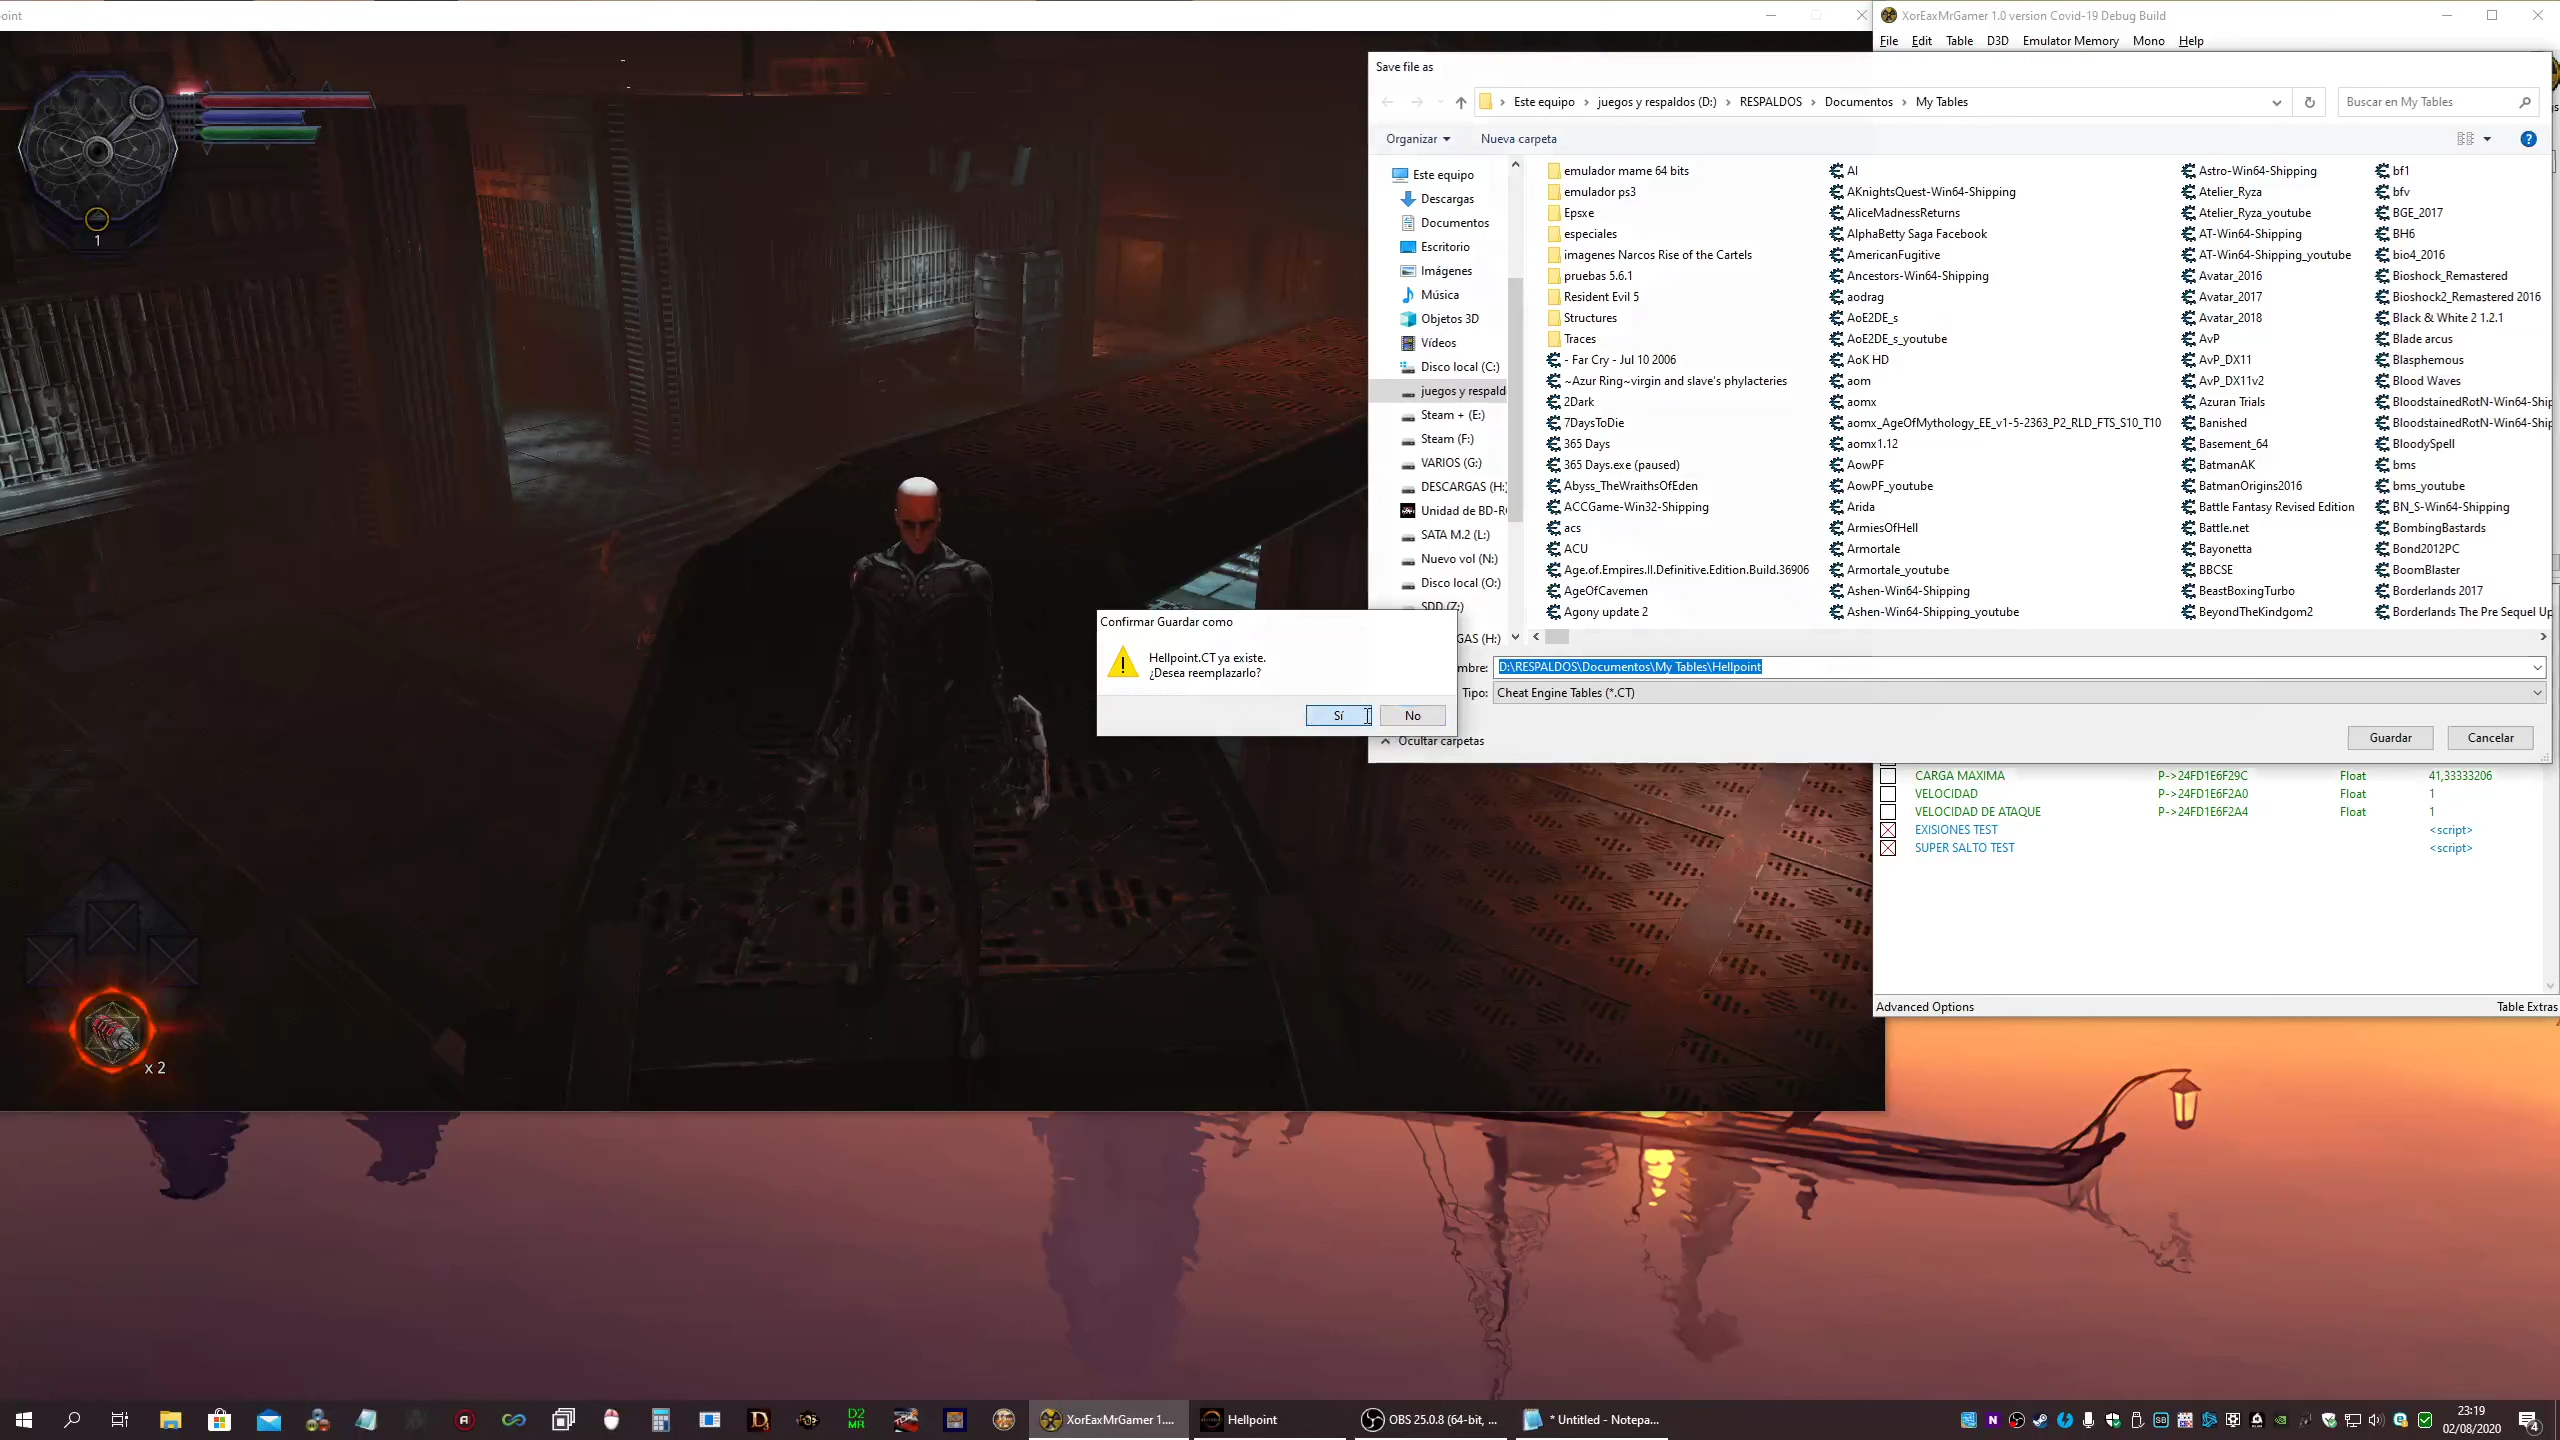 point
XorEaxMrGamer 1.0 version Covid-19 Debug Build
File Edit Table D3D Emulator Memory Mono Help
Save file as
Este equipo > juegos y respaldos (D:) > RESPALDOS > Documentos > My Tables
Buscar en My Tables
Organizar
Nueva carpeta
Este equipo
Descargas
Documentos
Escritorio
Imágenes
Música
Objetos 3D
Vídeos
Disco local (C:)
juegos y respald
Steam + (E:)
Steam (F:)
VARIOS (G:)
DESCARGAS (H:
Unidad de BD-R
SATA M.2 (L:)
Nuevo vol (N:)
Disco local (O:)
SDD (Z:)
GAS (H:)
emulador mame 64 bits
emulador ps3
Epsxe
especiales
imagenes Narcos Rise of the Cartels
pruebas 5.6.1
Resident Evil 5
Structures
Traces
- Far Cry - Jul 10 2006
~Azur Ring~virgin and slave's phylacteries
2Dark
7DaysToDie
365 Days
365 Days.exe (paused)
Abyss_TheWraithsOfEden
ACCGame-Win32-Shipping
acs
ACU
Age.of.Empires.II.Definitive.Edition.Build.36906
AgeOfCavemen
Agony update 2
AI
AKnightsQuest-Win64-Shipping
AliceMadnessReturns
AlphaBetty Saga Facebook
AmericanFugitive
Ancestors-Win64-Shipping
aodrag
AoE2DE_s
AoE2DE_s_youtube
AoK HD
aom
aomx
aomx_AgeOfMythology_EE_v1-5-2363_P2_RLD_FTS_S10_T10
aomx1.12
AowPF
AowPF_youtube
Arida
ArmiesOfHell
Armortale
Armortale_youtube
Ashen-Win64-Shipping
Ashen-Win64-Shipping_youtube
Astro-Win64-Shipping
Atelier_Ryza
Atelier_Ryza_youtube
AT-Win64-Shipping
AT-Win64-Shipping_youtube
Avatar_2016
Avatar_2017
Avatar_2018
AvP
AvP_DX11
AvP_DX11v2
Azuran Trials
Banished
Basement_64
BatmanAK
BatmanOrigins2016
Battle Fantasy Revised Edition
Battle.net
Bayonetta
BBCSE
BeastBoxingTurbo
BeyondTheKindgom2
bf1
bfv
BGE_2017
BH6
bio4_2016
Bioshock_Remastered
Bioshock2_Remastered 2016
Black & White 2 1.2.1
Blade arcus
Blasphemous
Blood Waves
BloodstainedRotN-Win64-Ship
BloodstainedRotN-Win64-Ship
BloodySpell
bms
bms_youtube
BN_S-Win64-Shipping
BombingBastards
Bond2012PC
BoomBlaster
Borderlands 2017
Borderlands The Pre Sequel Up
mbre: D:\RESPALDOS\Documentos\My Tables\Hellpoint
Tipo: Cheat Engine Tables (*.CT)
Ocultar carpetas
Guardar
Cancelar
Confirmar Guardar como
Hellpoint.CT ya existe.
¿Desea reemplazarlo?
Sí
No
CARGA MAXIMA P->24FD1E6F29C Float 41,33333206
VELOCIDAD P->24FD1E6F2A0 Float 1
VELOCIDAD DE ATAQUE P->24FD1E6F2A4 Float 1
EXISIONES TEST <script>
SUPER SALTO TEST <script>
Advanced Options
Table Extras
1
x 2
D2
MR
XorEaxMrGamer 1....
Hellpoint
OBS 25.0.8 (64-bit, ...
* Untitled - Notepa...
23:19
02/08/2020
4